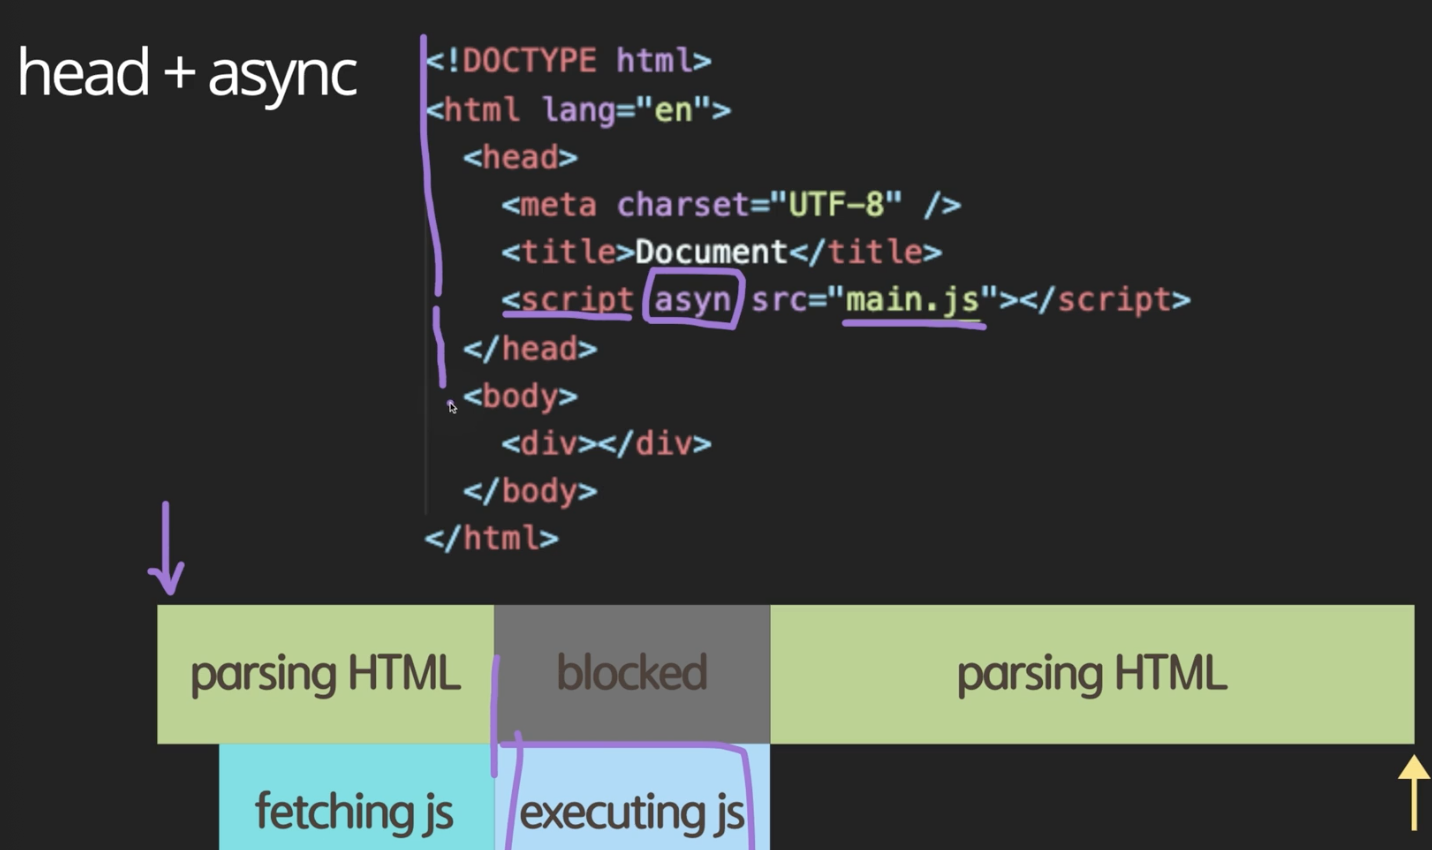 head + async
<!DOCTYPE html>
<html lang="en">
<head>
<meta charset="UTF-8" />
<title>Document</title>
<script asyn src="main.js"></script>
</head>
<body>
<div></div>
</body>
</html>
parsing HTML blocked parsing HTML
fetching js executing js